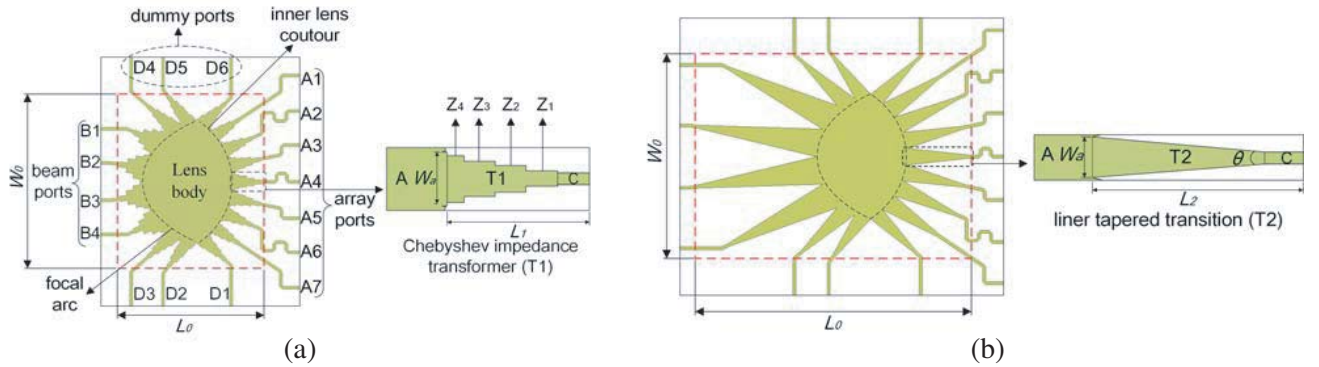 dummy ports
inner lens
coutour
D4 D5 D6
A1
A2
A3
A4
A5
A6
A7
array
ports
B1
B2
B3
B4
beam
ports
W₀
Lens
body
focal
arc
D3 D2 D1
L₀
Z₄ Z₃ Z₂ Z₁
A Wₐ T1 C
L₁
Chebyshev impedance
transformer (T1)
(a)
W₀
L₀
A Wₐ T2 θ C
L₂
liner tapered transition (T2)
(b)